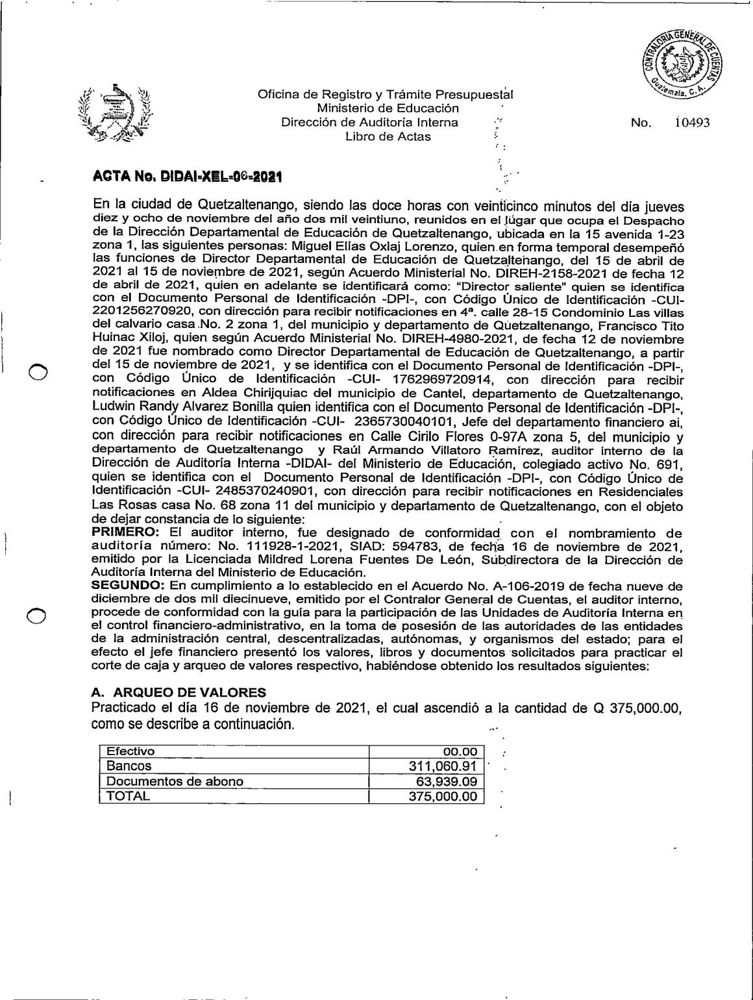 CONTRALORIA GENERAL DE CUENTAS
Guatemala, C. A.
Oficina de Registro y Trámite Presupuestal
Ministerio de Educación
Dirección de Auditoría Interna
Libro de Actas
No. 10493
ACTA No. DIDAI-XEL-06-2021
En la ciudad de Quetzaltenango, siendo las doce horas con veinticinco minutos del día jueves
diez y ocho de noviembre del año dos mil veintiuno, reunidos en el lugar que ocupa el Despacho
de la Dirección Departamental de Educación de Quetzaltenango, ubicada en la 15 avenida 1-23
zona 1, las siguientes personas: Miguel Elías Oxlaj Lorenzo, quien en forma temporal desempeñó
las funciones de Director Departamental de Educación de Quetzaltenango, del 15 de abril de
2021 al 15 de noviembre de 2021, según Acuerdo Ministerial No. DIREH-2158-2021 de fecha 12
de abril de 2021, quien en adelante se identificará como: “Director saliente” quien se identifica
con el Documento Personal de Identificación -DPI-, con Código Único de Identificación -CUI-
2201256270920, con dirección para recibir notificaciones en 4ª. calle 28-15 Condominio Las villas
del calvario casa No. 2 zona 1, del municipio y departamento de Quetzaltenango, Francisco Tito
Huinac Xiloj, quien según Acuerdo Ministerial No. DIREH-4980-2021, de fecha 12 de noviembre
de 2021 fue nombrado como Director Departamental de Educación de Quetzaltenango, a partir
del 15 de noviembre de 2021, y se identifica con el Documento Personal de Identificación -DPI-,
con Código Único de Identificación -CUI- 1762969720914, con dirección para recibir
notificaciones en Aldea Chirijquiac del municipio de Cantel, departamento de Quetzaltenango,
Ludwin Randy Alvarez Bonilla quien identifica con el Documento Personal de Identificación -DPI-,
con Código Único de Identificación -CUI- 2365730040101, Jefe del departamento financiero ai,
con dirección para recibir notificaciones en Calle Cirilo Flores 0-97A zona 5, del municipio y
departamento de Quetzaltenango y Raúl Armando Villatoro Ramírez, auditor interno de la
Dirección de Auditoría Interna -DIDAI- del Ministerio de Educación, colegiado activo No. 691,
quien se identifica con el Documento Personal de Identificación -DPI-, con Código Único de
Identificación -CUI- 2485370240901, con dirección para recibir notificaciones en Residenciales
Las Rosas casa No. 68 zona 11 del municipio y departamento de Quetzaltenango, con el objeto
de dejar constancia de lo siguiente:
PRIMERO: El auditor interno, fue designado de conformidad con el nombramiento de
auditoría número: No. 111928-1-2021, SIAD: 594783, de fecha 16 de noviembre de 2021,
emitido por la Licenciada Mildred Lorena Fuentes De León, Subdirectora de la Dirección de
Auditoría Interna del Ministerio de Educación.
SEGUNDO: En cumplimiento a lo establecido en el Acuerdo No. A-106-2019 de fecha nueve de
diciembre de dos mil diecinueve, emitido por el Contralor General de Cuentas, el auditor interno,
procede de conformidad con la guía para la participación de las Unidades de Auditoría Interna en
el control financiero-administrativo, en la toma de posesión de las autoridades de las entidades
de la administración central, descentralizadas, autónomas, y organismos del estado; para el
efecto el jefe financiero presentó los valores, libros y documentos solicitados para practicar el
corte de caja y arqueo de valores respectivo, habiéndose obtenido los resultados siguientes:
A. ARQUEO DE VALORES
Practicado el día 16 de noviembre de 2021, el cual ascendió a la cantidad de Q 375,000.00,
como se describe a continuación.
Efectivo 00.00
Bancos 311,060.91
Documentos de abono 63,939.09
TOTAL 375,000.00